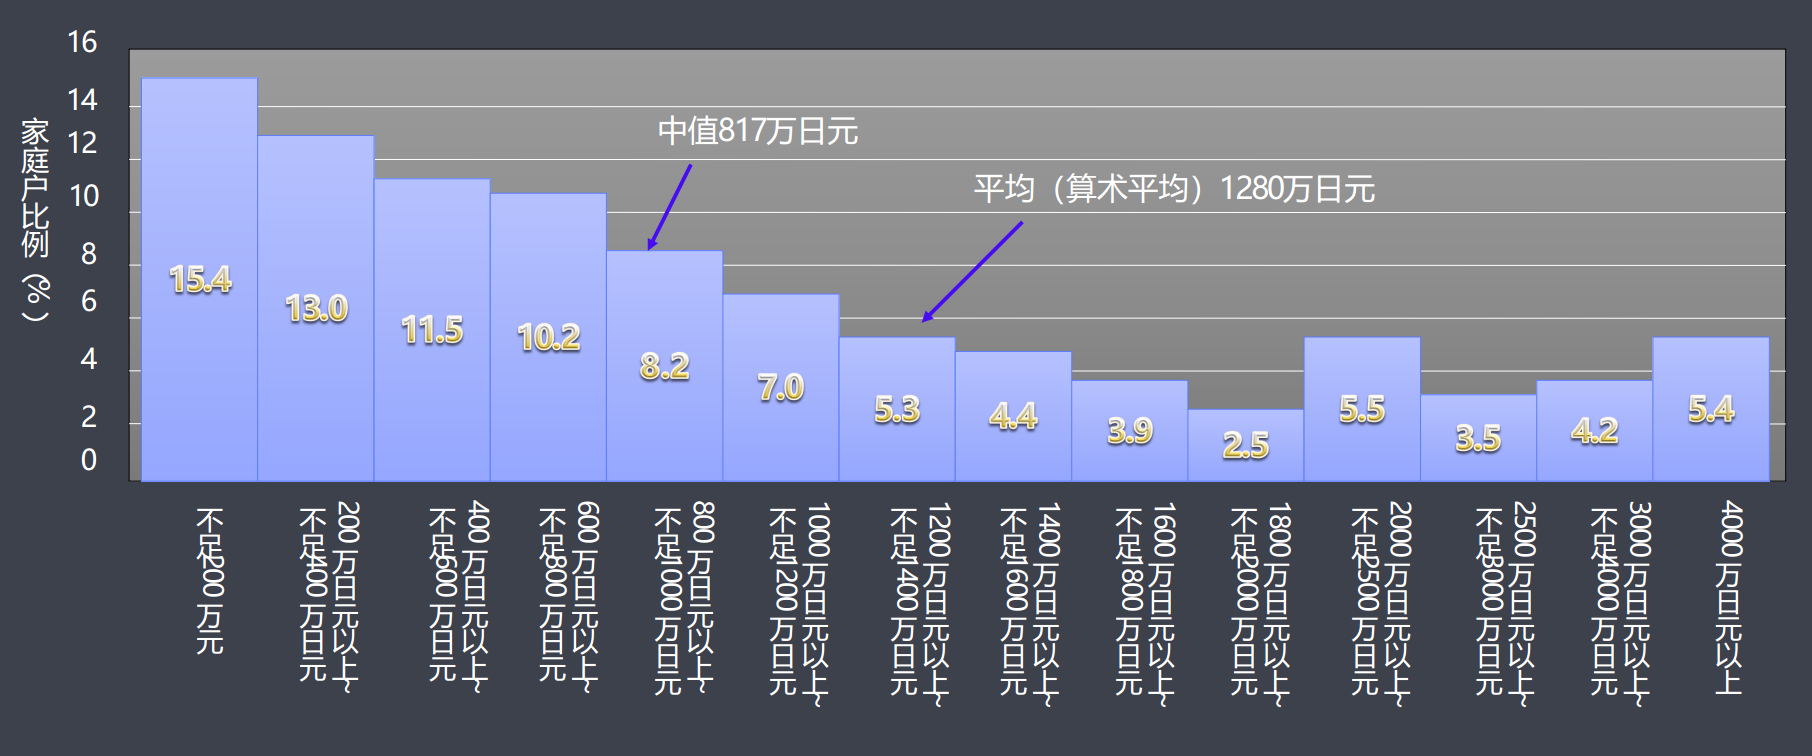 家庭户比例（%）
16
14
12
10
8
6
4
2
0
中值817万日元
平均（算术平均）1280万日元
15.4
13.0
11.5
10.2
8.2
7.0
5.3
4.4
3.9
2.5
5.5
3.5
4.2
5.4
不足200万元
200万日元以上~
不足400万日元
400万日元以上~
不足600万日元
600万日元以上~
不足800万日元
800万日元以上~
不足1000万日元
1000万日元以上~
不足1200万日元
1200万日元以上~
不足1400万日元
1400万日元以上~
不足1600万日元
1600万日元以上~
不足1800万日元
1800万日元以上~
不足2000万日元
2000万日元以上~
不足2500万日元
2500万日元以上~
不足3000万日元
3000万日元以上~
不足4000万日元
4000万日元以上